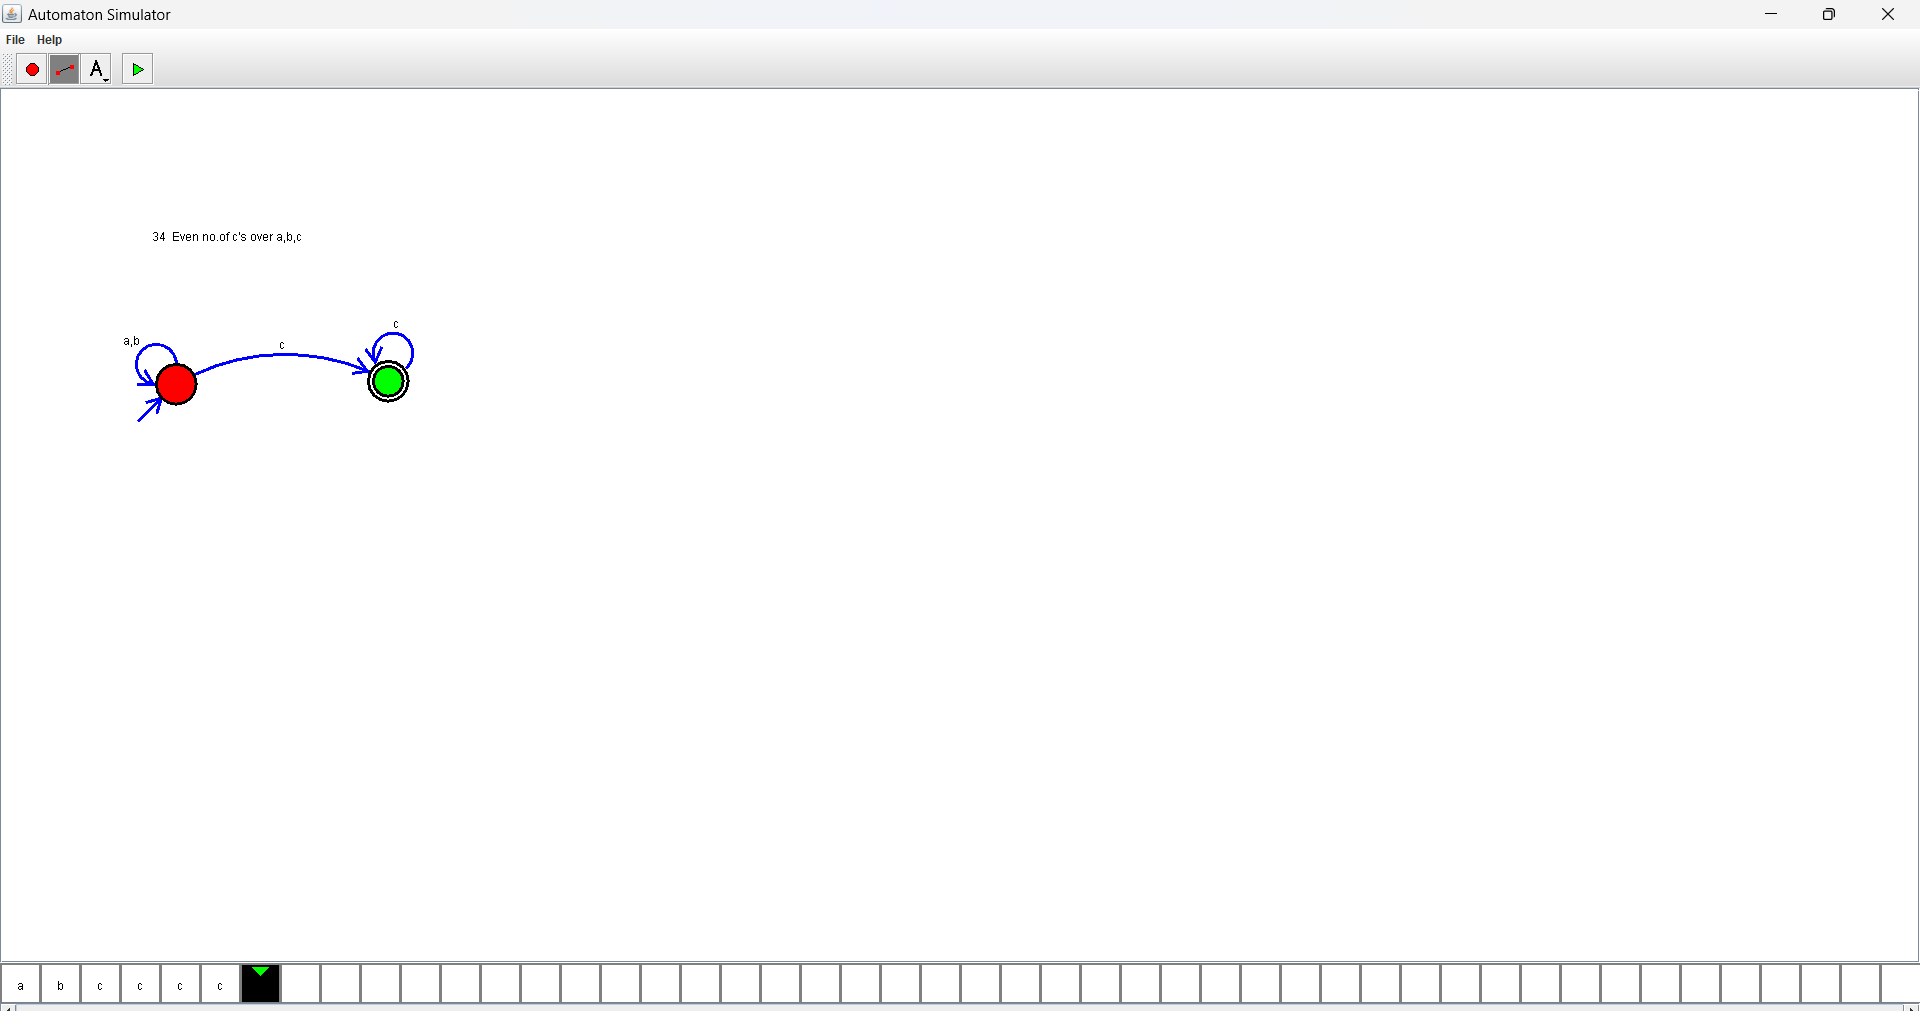 Automaton Simulator
File Help
A
34 Even no.of c's over a,b,c
a,b
c
c
a b c c c c